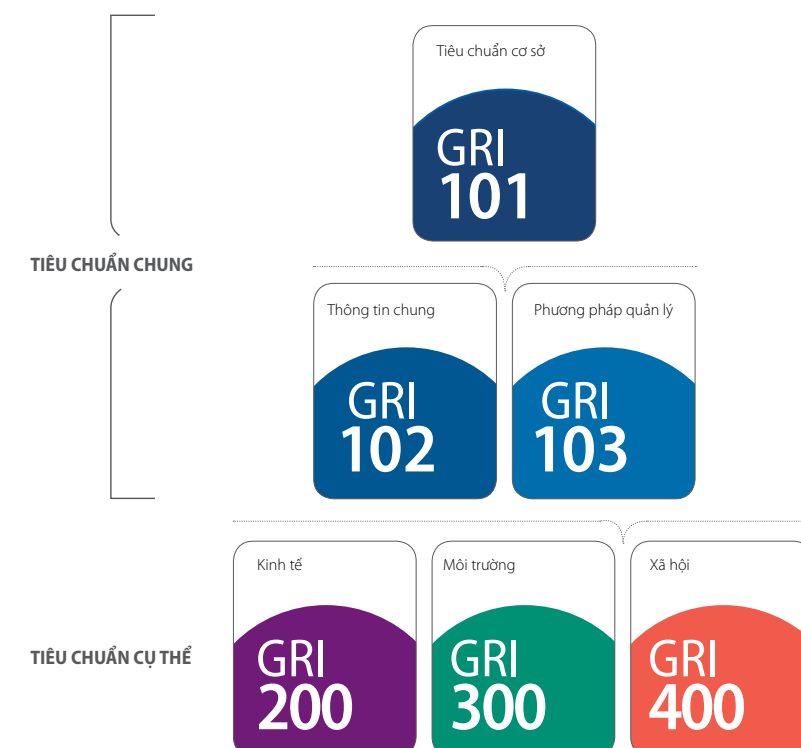 Tiêu chuẩn cơ sở
GRI
101
TIÊU CHUẨN CHUNG
Thông tin chung
GRI
102
Phương pháp quản lý
GRI
103
Kinh tế
GRI
200
Môi trường
GRI
300
Xã hội
GRI
400
TIÊU CHUẨN CỤ THỂ